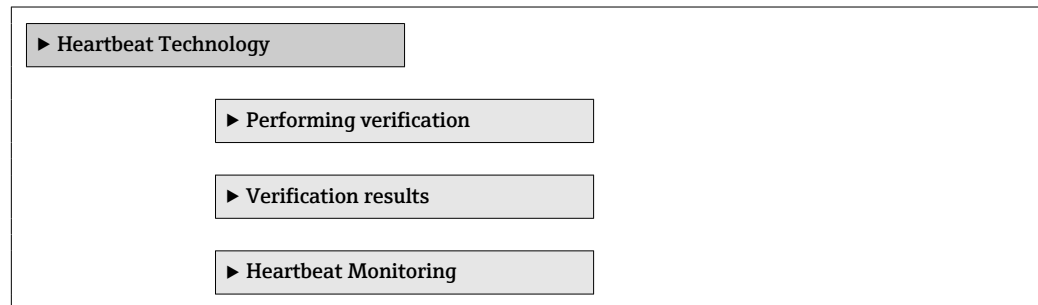 ▶ Heartbeat Technology
▶ Performing verification
▶ Verification results
▶ Heartbeat Monitoring